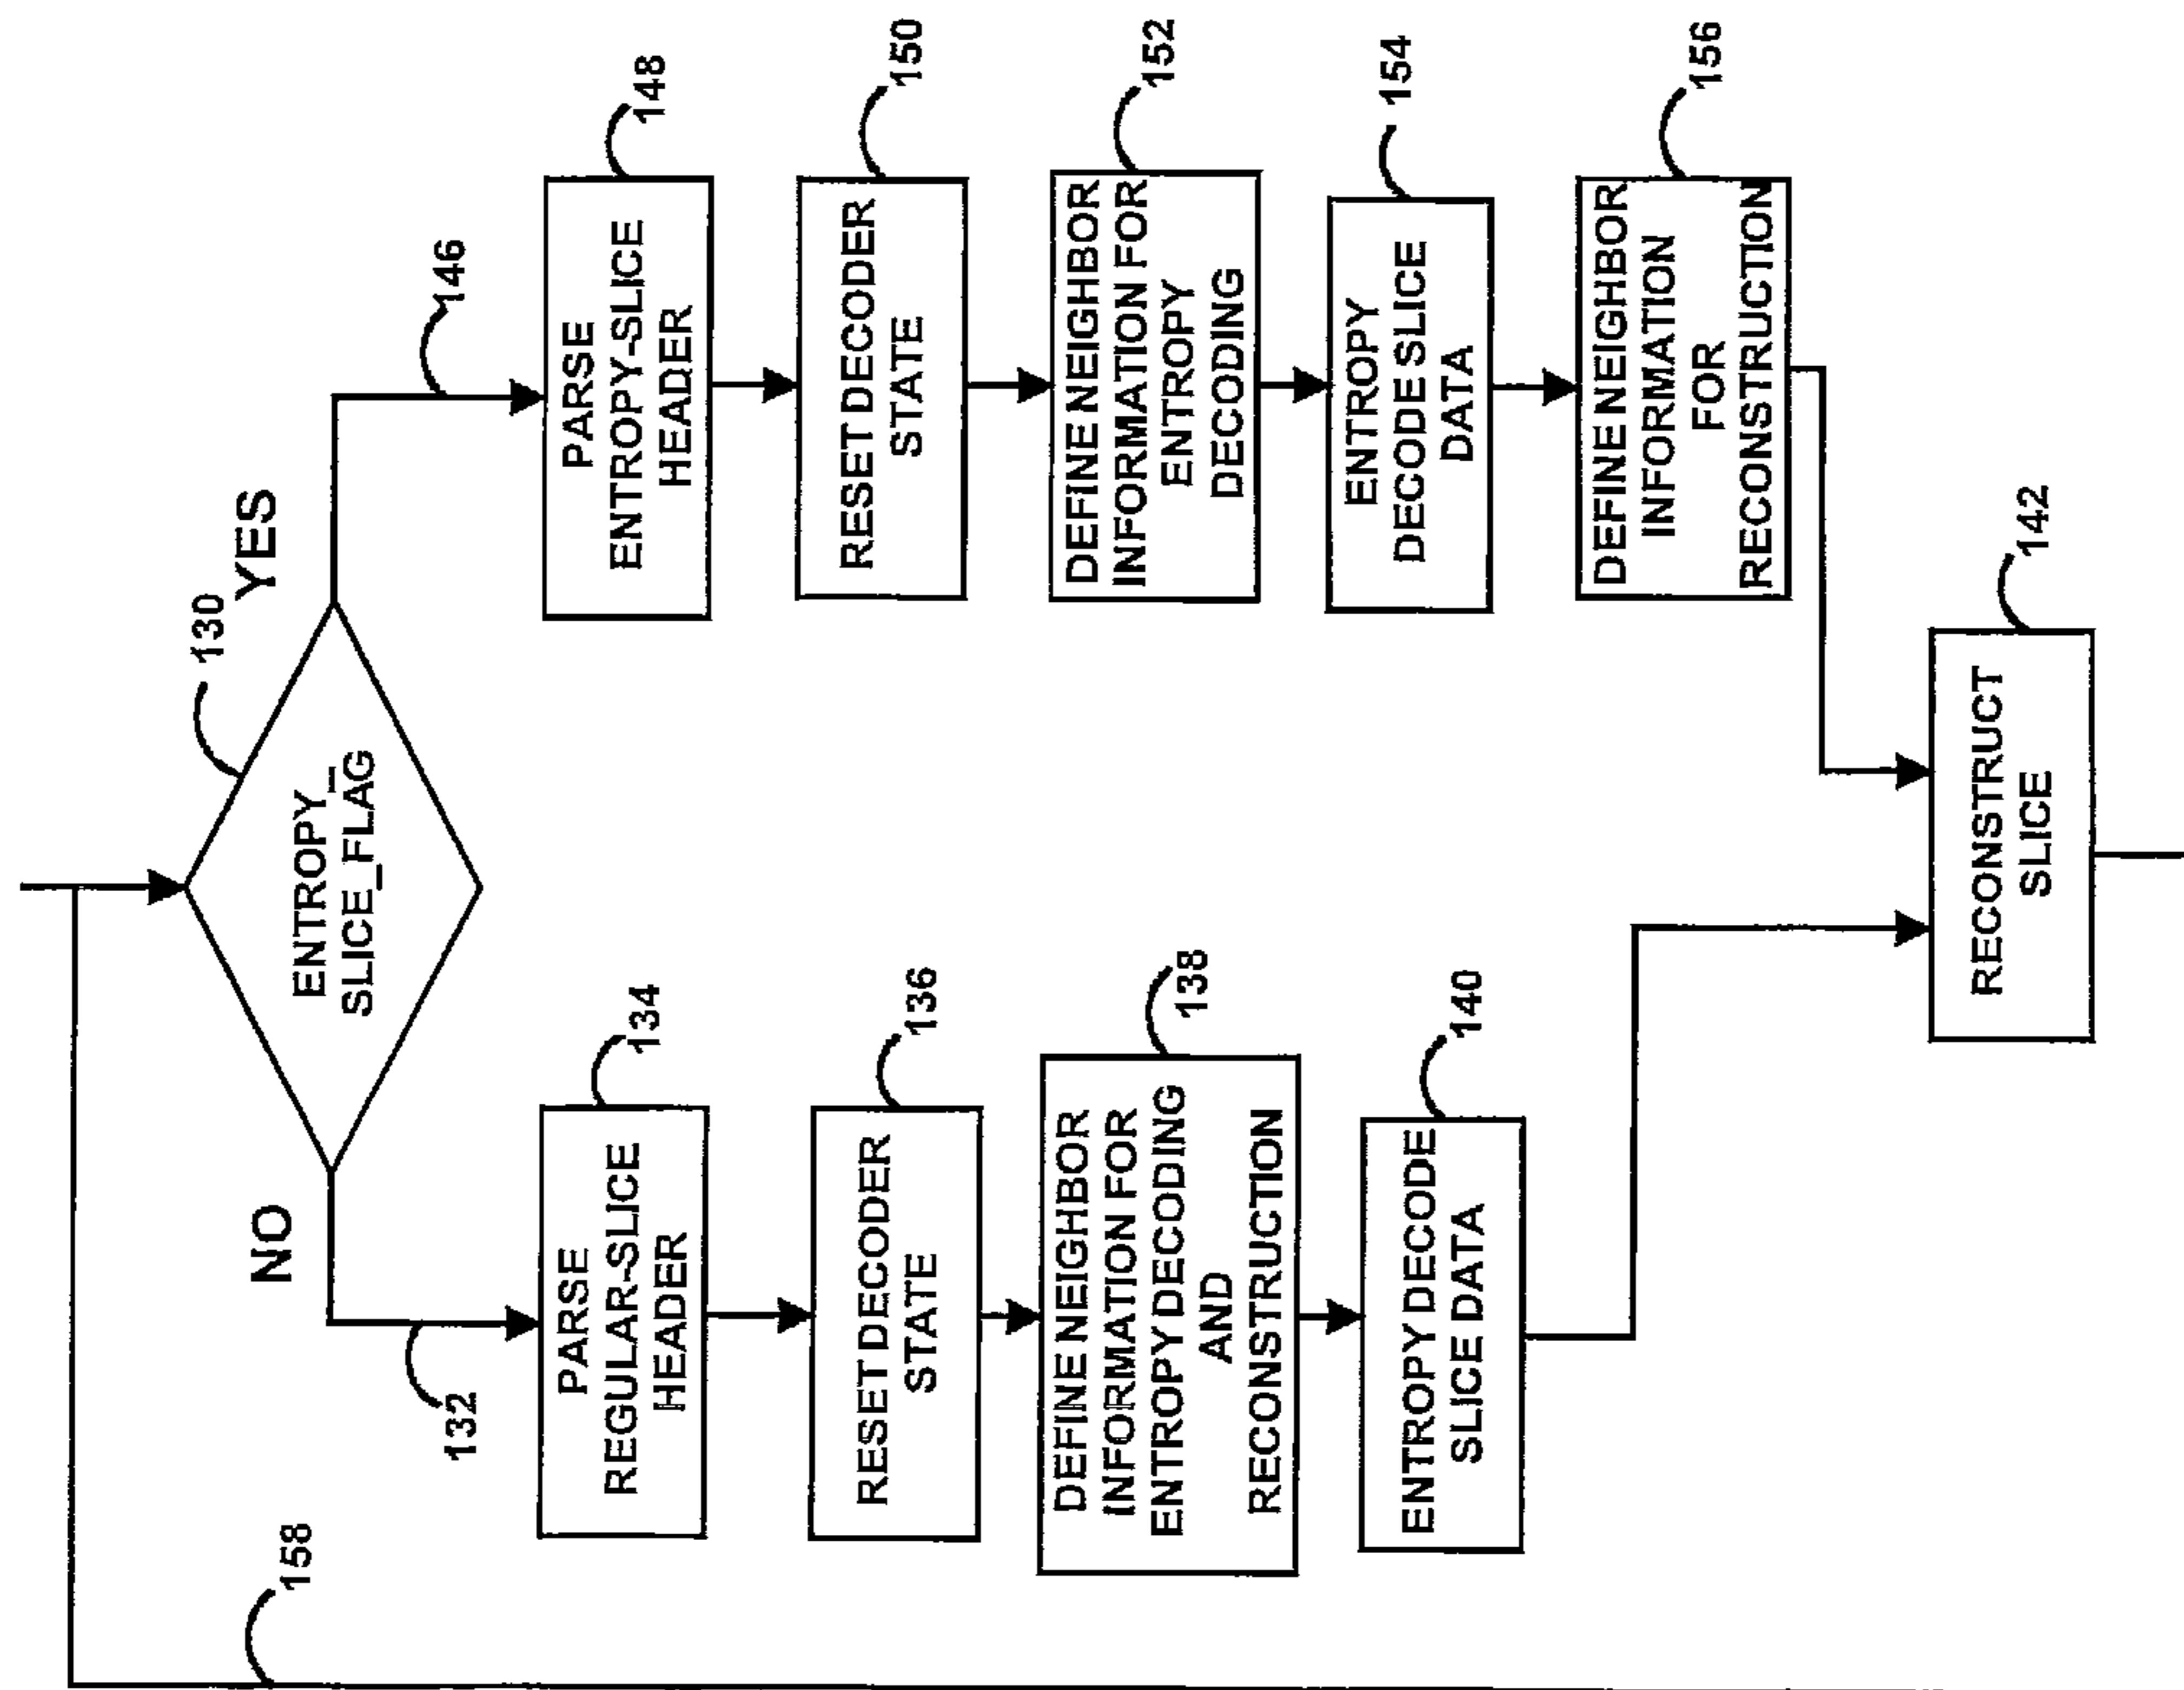 130
ENTROPY_
SLICE_FLAG
NO
YES
132
PARSE
REGULAR-SLICE
HEADER
134
RESET DECODER
STATE
136
DEFINE NEIGHBOR
INFORMATION FOR
ENTROPY DECODING
AND
RECONSTRUCTION
138
ENTROPY DECODE
SLICE DATA
140
146
PARSE
ENTROPY-SLICE
HEADER
148
RESET DECODER
STATE
150
DEFINE NEIGHBOR
INFORMATION FOR
ENTROPY
DECODING
152
ENTROPY
DECODE SLICE
DATA
154
DEFINE NEIGHBOR
INFORMATION
FOR
RECONSTRUCTION
156
RECONSTRUCT
SLICE
142
158